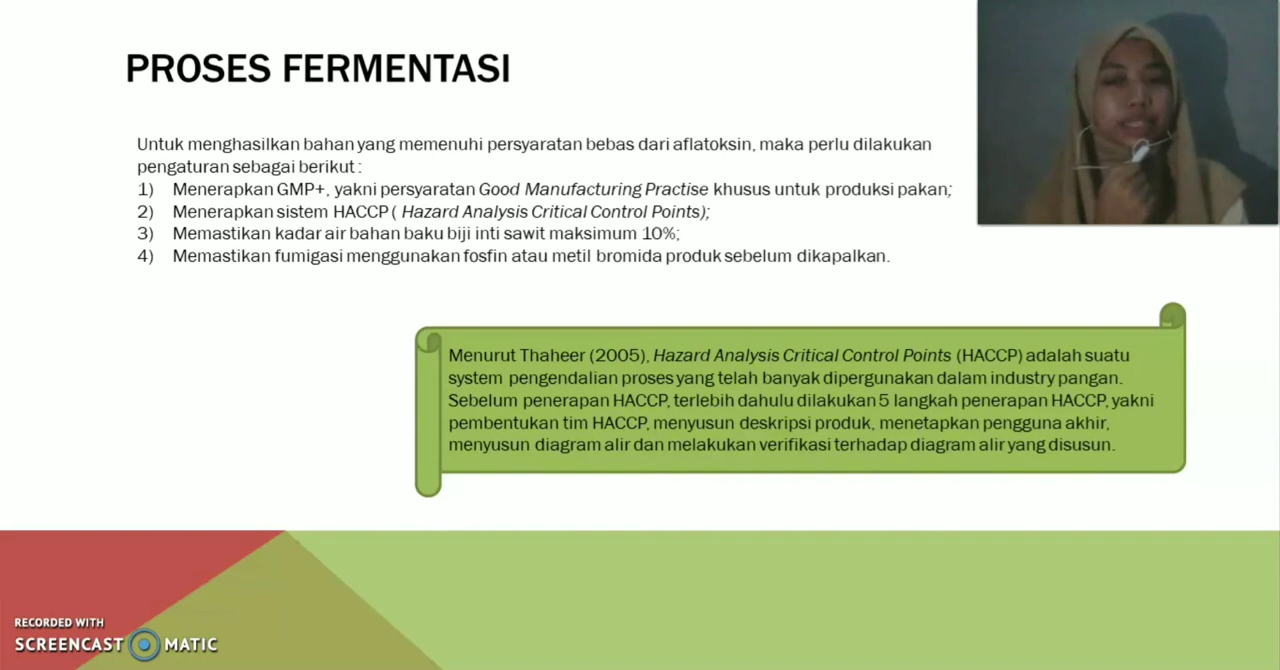 PROSES FERMENTASI
Untuk menghasilkan bahan yang memenuhi persyaratan bebas dari aflatoksin, maka perlu dilakukan
pengaturan sebagai berikut :
1) Menerapkan GMP+, yakni persyaratan Good Manufacturing Practise khusus untuk produksi pakan;
2) Menerapkan sistem HACCP ( Hazard Analysis Critical Control Points);
3) Memastikan kadar air bahan baku biji inti sawit maksimum 10%;
4) Memastikan fumigasi menggunakan fosfin atau metil bromida produk sebelum dikapalkan.
Menurut Thaheer (2005), Hazard Analysis Critical Control Points (HACCP) adalah suatu
system pengendalian proses yang telah banyak dipergunakan dalam industry pangan.
Sebelum penerapan HACCP, terlebih dahulu dilakukan 5 langkah penerapan HACCP, yakni
pembentukan tim HACCP, menyusun deskripsi produk, menetapkan pengguna akhir,
menyusun diagram alir dan melakukan verifikasi terhadap diagram alir yang disusun.
RECORDED WITH
SCREENCAST MATIC